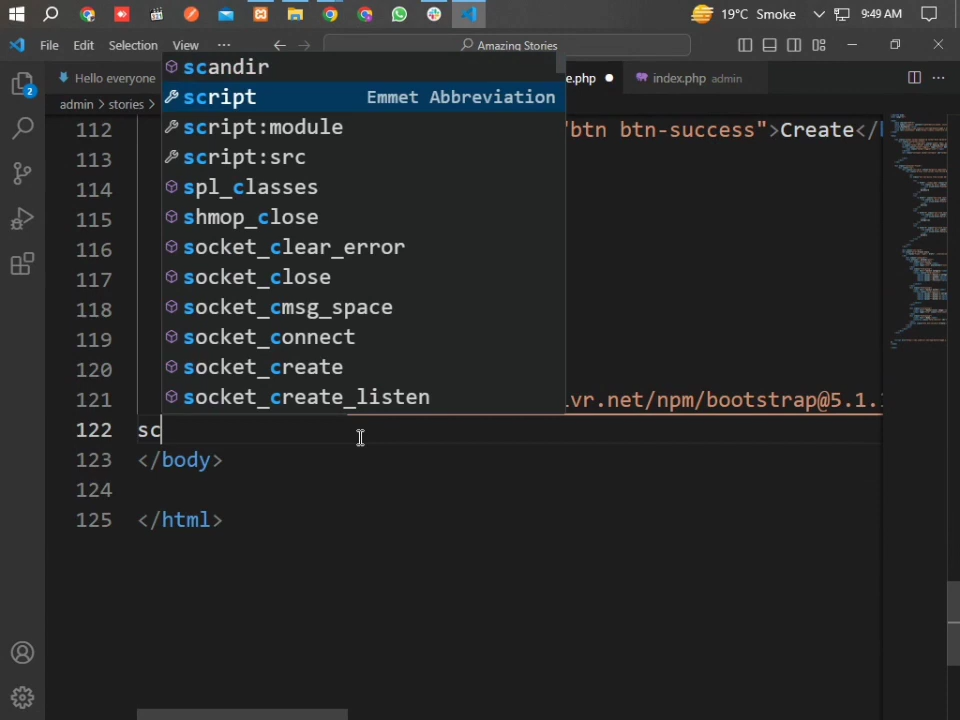 19°C Smoke
9:49 AM
File Edit Selection View ...
Amazing Stories
Hello everyone
e.php
index.php admin
admin > stories >
scandir
script Emmet Abbreviation
script:module
script:src
spl_classes
shmop_close
socket_clear_error
socket_close
socket_cmsg_space
socket_connect
socket_create
socket_create_listen
112 "btn btn-success">Create</
113
114
115
116
117
118
119
120
121 vr.net/npm/bootstrap@5.1.
122 sc
123 </body>
124
125 </html>
2